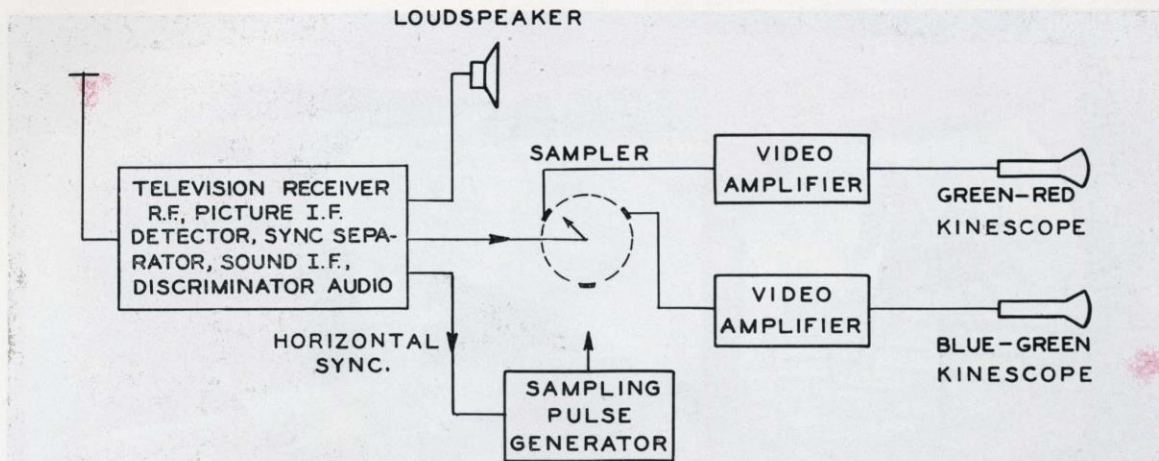 LOUDSPEAKER
TELEVISION RECEIVER
R.F., PICTURE I.F.
DETECTOR, SYNC SEPA-
RATOR, SOUND I.F.,
DISCRIMINATOR AUDIO
HORIZONTAL
SYNC.
SAMPLER
SAMPLING
PULSE
GENERATOR
VIDEO
AMPLIFIER
GREEN-RED
KINESCOPE
VIDEO
AMPLIFIER
BLUE-GREEN
KINESCOPE